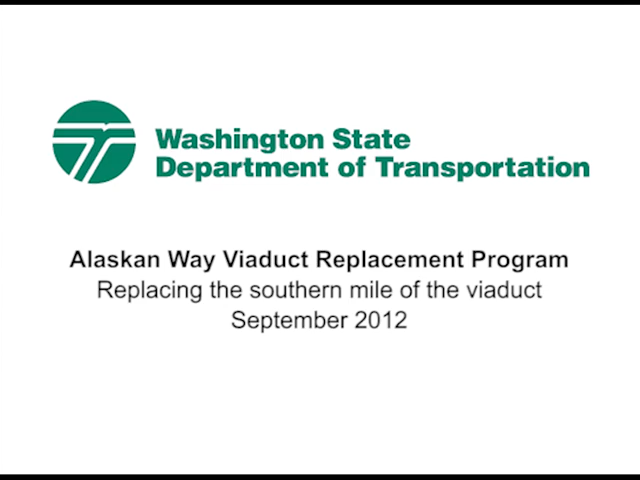 Washington State
Department of Transportation
Alaskan Way Viaduct Replacement Program
Replacing the southern mile of the viaduct
September 2012